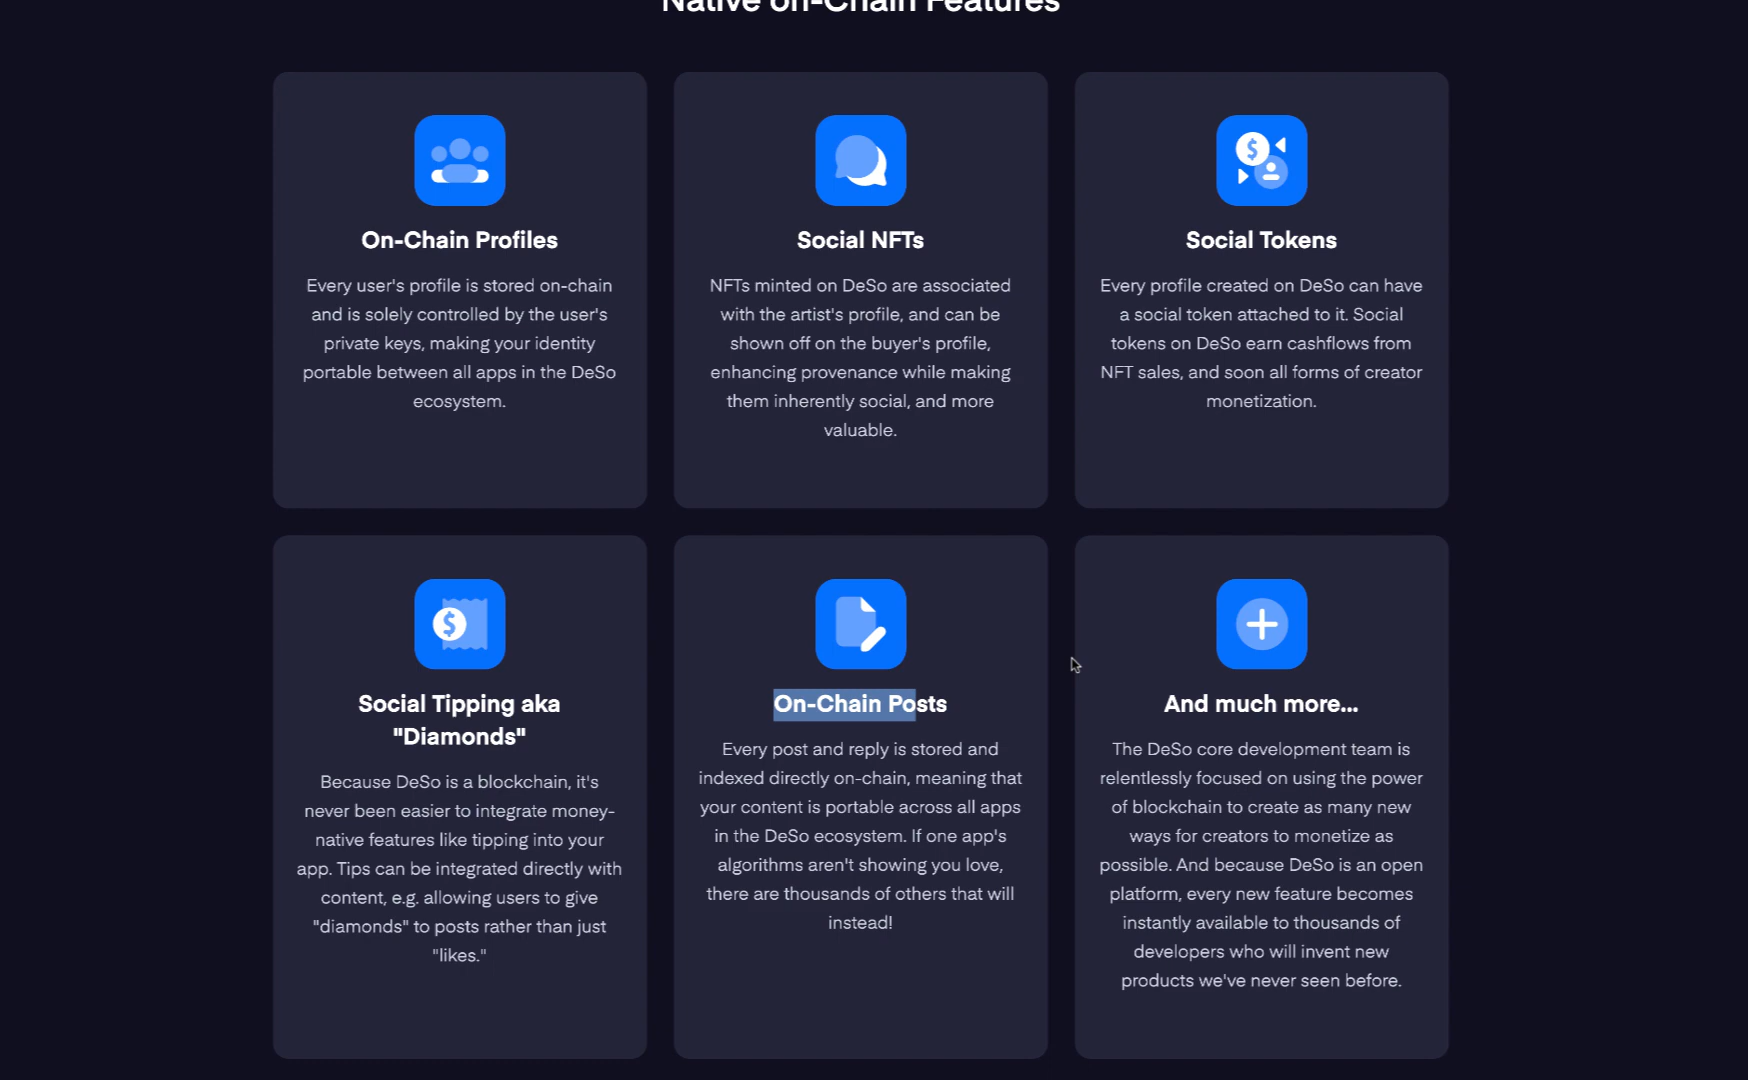 Native on-Chain Features
On-Chain Profiles
Every user's profile is stored on-chain
and is solely controlled by the user's
private keys, making your identity
portable between all apps in the DeSo
ecosystem.
Social NFTs
NFTs minted on DeSo are associated
with the artist's profile, and can be
shown off on the buyer's profile,
enhancing provenance while making
them inherently social, and more
valuable.
Social Tokens
Every profile created on DeSo can have
a social token attached to it. Social
tokens on DeSo earn cashflows from
NFT sales, and soon all forms of creator
monetization.
Social Tipping aka
"Diamonds"
Because DeSo is a blockchain, it's
never been easier to integrate money-
native features like tipping into your
app. Tips can be integrated directly with
content, e.g. allowing users to give
"diamonds" to posts rather than just
"likes."
On-Chain Posts
Every post and reply is stored and
indexed directly on-chain, meaning that
your content is portable across all apps
in the DeSo ecosystem. If one app's
algorithms aren't showing you love,
there are thousands of others that will
instead!
And much more...
The DeSo core development team is
relentlessly focused on using the power
of blockchain to create as many new
ways for creators to monetize as
possible. And because DeSo is an open
platform, every new feature becomes
instantly available to thousands of
developers who will invent new
products we've never seen before.